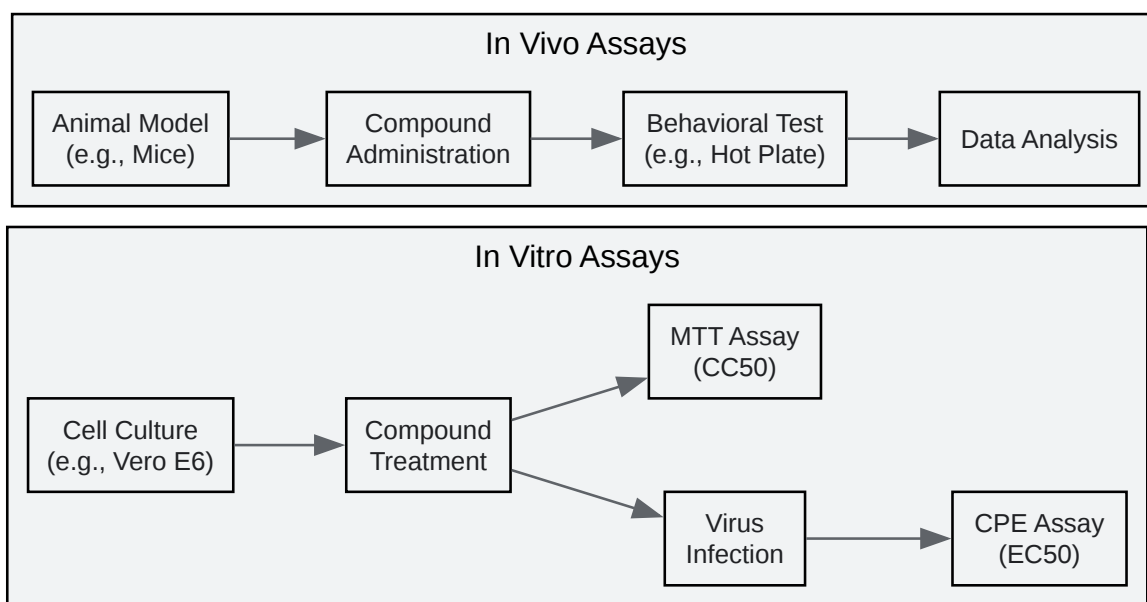 In Vivo Assays
Animal Model
(e.g., Mice)
Compound
Administration
Behavioral Test
(e.g., Hot Plate)
Data Analysis
In Vitro Assays
MTT Assay
(CC50)
Cell Culture
(e.g., Vero E6)
Compound
Treatment
Virus
Infection
CPE Assay
(EC50)